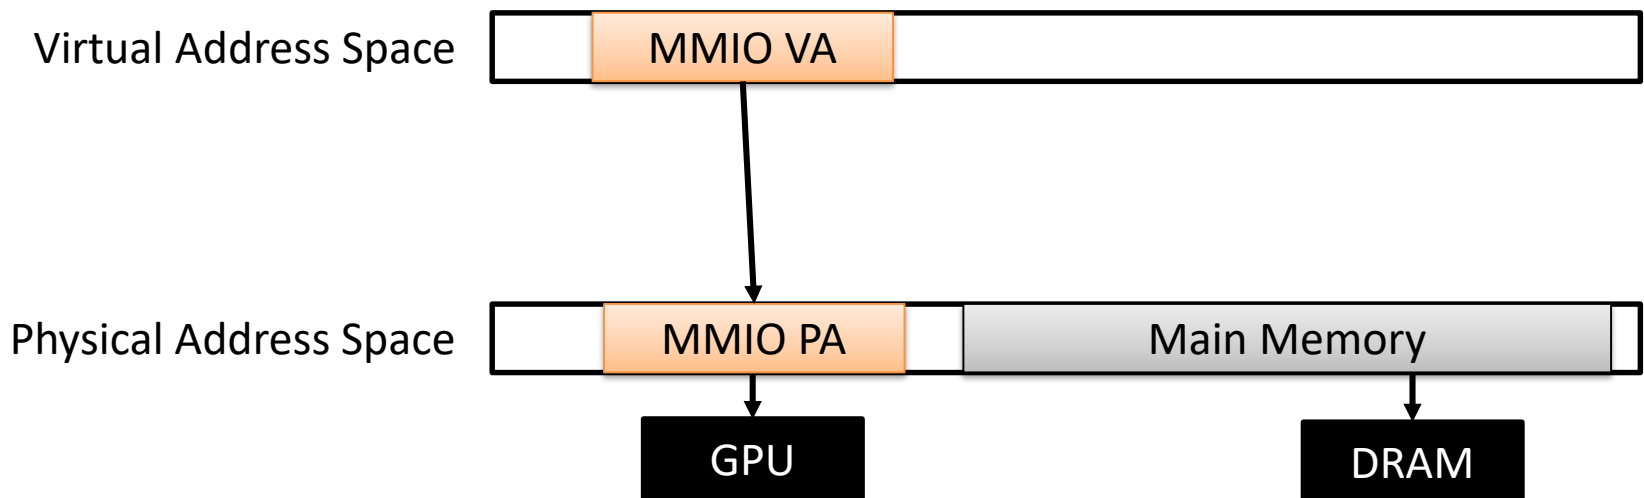 Virtual Address Space
MMIO VA
Physical Address Space
MMIO PA
Main Memory
GPU
DRAM